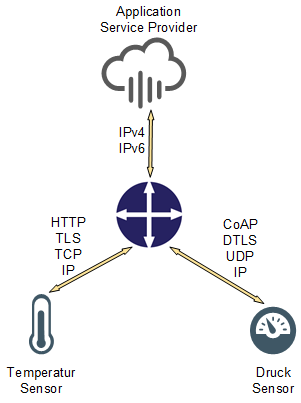 Application
Service Provider
IPv4
IPv6
HTTP
TLS
TCP
IP
CoAP
DTLS
UDP
IP
Temperatur
Sensor
Druck
Sensor